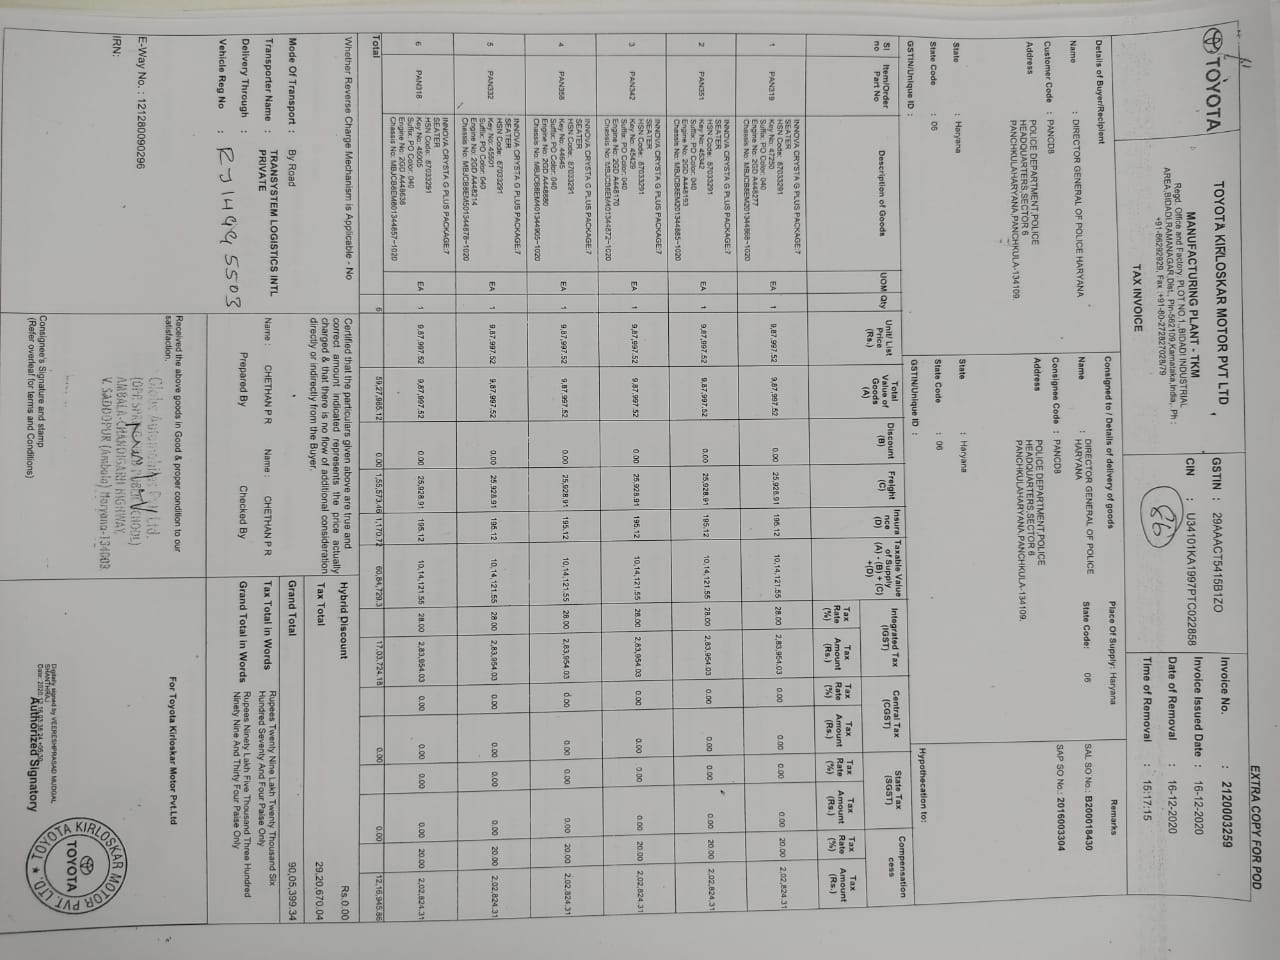 EXTRA COPY FOR POD
TOYOTA
TOYOTA KIRLOSKAR MOTOR PVT LTD
MANUFACTURING PLANT - TKM
Regd. Office and Factory: PLOT NO.1,,BIDADI INDUSTRIAL
AREA,BIDADI,RAMANAGAR,Dist., Pin-562109,Karnataka,India,. Ph :
+91-66292929, Fax :+91-80-272827028/79
TAX INVOICE
GSTIN : 29AAACT5415B1ZO
CIN : U34101KA1997PTC022858
86
Invoice No. : 2120003259
Invoice Issued Date : 16-12-2020
Date of Removal : 16-12-2020
Time of Removal : 15:17:15
Details of Buyer/Recipient
Name : DIRECTOR GENERAL OF POLICE HARYANA
Customer Code : PANCD8
Address POLICE DEPARTMENT,POLICE
HEADQUARTERS,SECTOR 6
PANCHKULAHARYANA,PANCHKULA-134109.
State : Haryana
State Code : 06
GSTIN/Unique ID :
Consigned to / Details of delivery of goods
Place Of Supply: Haryana
Name : DIRECTOR GENERAL OF POLICE
HARYANA
State Code: 06
Consignee Code : PANCD8
Address POLICE DEPARTMENT,POLICE
HEADQUARTERS,SECTOR 6
PANCHKULAHARYANA,PANCHKULA-134109.
State : Haryana
State Code : 06
GSTIN/Unique ID :
Remarks
SAL SO No.: B200018430
SAP SO No.: 2016003304
Hypothecation to:
Sl no Item/Order Part No Description of Goods UOM Qty Unit/ List Price (Rs.) Total Value of Goods (A) Discount (B) Freight (C) Insura nce (D) Taxable Value of Supply (A) - (B) + (C) +(D) Integrated Tax (IGST) Central Tax (CGST) State Tax (SGST) Compensation cess
Tax Rate (%) Tax Amount (Rs.) Tax Rate (%) Tax Amount (Rs.) Tax Rate (%) Tax Amount (Rs.) Tax Rate (%) Tax Amount (Rs.)
INNOVA CRYSTA G PLUS PACKAGE:7
SEATER
HSN Code: 87033291
Key No: 47250
Suffix: PO Color: 040
Engine No: 2GD A448277
Chassis No: MBJCB8EM201344868-1020
1 PAN319 EA 1 9,87,997.52 9,87,997.52 0.00 25,928.91 195.12 10,14,121.55 28.00 2,83,954.03 0.00 0.00 0.00 0.00 20.00 2,02,824.31
INNOVA CRYSTA G PLUS PACKAGE:7
SEATER
HSN Code: 87033291
Key No: 45342
Suffix: PO Color: 040
Engine No: 2GD A448193
Chassis No: MBJCB8EM201344885-1020
2 PAN351 EA 1 9,87,997.52 9,87,997.52 0.00 25,928.91 195.12 10,14,121.55 28.00 2,83,954.03 0.00 0.00 0.00 0.00 20.00 2,02,824.31
INNOVA CRYSTA G PLUS PACKAGE:7
SEATER
HSN Code: 87033291
Key No: 45429
Suffix: PO Color: 040
Engine No: 2GD A448170
Chassis No: MBJCB8EM401344872-1020
3 PAN342 EA 1 9,87,997.52 9,87,997.52 0.00 25,928.91 195.12 10,14,121.55 28.00 2,83,954.03 0.00 0.00 0.00 0.00 20.00 2,02,824.31
INNOVA CRYSTA G PLUS PACKAGE:7
SEATER
HSN Code: 87033291
Key No: 44645
Suffix: PO Color: 040
Engine No: 2GD A448680
Chassis No: MBJCB8EM401344905-1020
4 PAN358 EA 1 9,87,997.52 9,87,997.52 0.00 25,928.91 195.12 10,14,121.55 28.00 2,83,954.03 0.00 0.00 0.00 0.00 20.00 2,02,824.31
INNOVA CRYSTA G PLUS PACKAGE:7
SEATER
HSN Code: 87033291
Key No: 45501
Suffix: PO Color: 040
Engine No: 2GD A448214
Chassis No: MBJCB8EM501344878-1020
5 PAN332 EA 1 9,87,997.52 9,87,997.52 0.00 25,928.91 195.12 10,14,121.55 28.00 2,83,954.03 0.00 0.00 0.00 0.00 20.00 2,02,824.31
INNOVA CRYSTA G PLUS PACKAGE:7
SEATER
HSN Code: 87033291
Key No: 45005
Suffix: PO Color: 040
Engine No: 2GD A448636
Chassis No: MBJCB8EM801344857-1020
6 PAN318 EA 1 9,87,997.52 9,87,997.52 0.00 25,928.91 195.12 10,14,121.55 28.00 2,83,954.03 0.00 0.00 0.00 0.00 20.00 2,02,824.31
Total 6 59,27,985.12 0.00 1,55,573.46 1,170.72 60,84,729.3 17,03,724.18 0.00 0.00 12,16,945.86
Whether Reverse Charge Mechanism is Applicable - No
Mode Of Transport : By Road
Transporter Name : TRANSYSTEM LOGISTICS INTL
PRIVATE
Delivery Through :
Vehicle Reg No : RJ14GG5503
E-Way No. : 121280090296
IRN:
Certified that the particulars given above are true and
correct amount indicated represents the price actually
charged & that there is no flow of additional consideration
directly or indirectly from the Buyer.
Name : CHETHAN P R Name : CHETHAN P R
Prepared By Checked By
Hybrid Discount Rs.0.00
Tax Total 29,20,670.04
Grand Total 90,05,399.34
Tax Total in Words Rupees Twenty Nine Lakh Twenty Thousand Six
Hundred Seventy And Four Paise Only
Grand Total in Words Rupees Ninety Lakh Five Thousand Three Hundred
Ninety Nine And Thirty Four Paise Only
Received the above goods in Good & proper condition to our
satisfaction.
Globe Automobiles Pvt. Ltd.
AMBALA-CHANDIGARH HIGHWAY,
V. SADDOPUR (Ambala) Haryana-134003
Consignee's Signature and stamp
(Refer overleaf for terms and Conditions)
For Toyota Kirloskar Motor Pvt.Ltd
TOYOTA KIRLOSKAR MOTOR PVT. LTD.
TOYOTA
Digitally signed by VEERESHPRASAD MUDGAL
SHANTHRAJ
Authorized Signatory